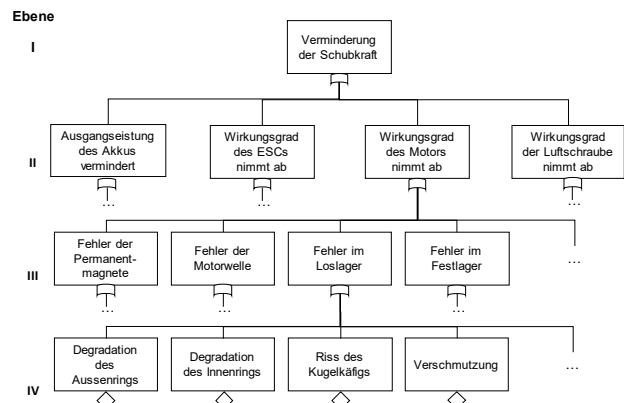 Ebene
I
Verminderung
der Schubkraft
II
Ausgangseistung
des Akkus
vermindert
...
Wirkungsgrad
des ESCs
nimmt ab
...
Wirkungsgrad
des Motors
nimmt ab
Wirkungsgrad
der Luftschraube
nimmt ab
...
III
Fehler der
Permanent-
magnete
...
Fehler der
Motorwelle
...
Fehler im
Loslager
Fehler im
Festlager
...
...
IV
Degradation
des
Aussenrings
Degradation
des Innenrings
Riss des
Kugelkäfigs
Verschmutzung
...